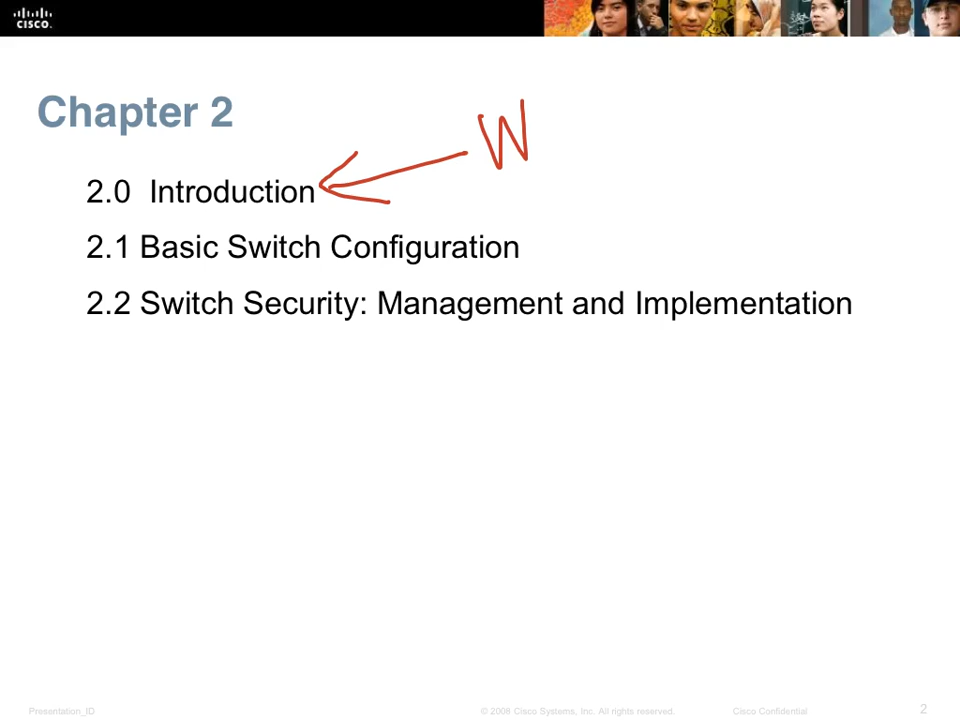 CISCO
Chapter 2
W
2.0 Introduction
2.1 Basic Switch Configuration
2.2 Switch Security: Management and Implementation
Presentation_ID
© 2008 Cisco Systems, Inc. All rights reserved.
Cisco Confidential
2